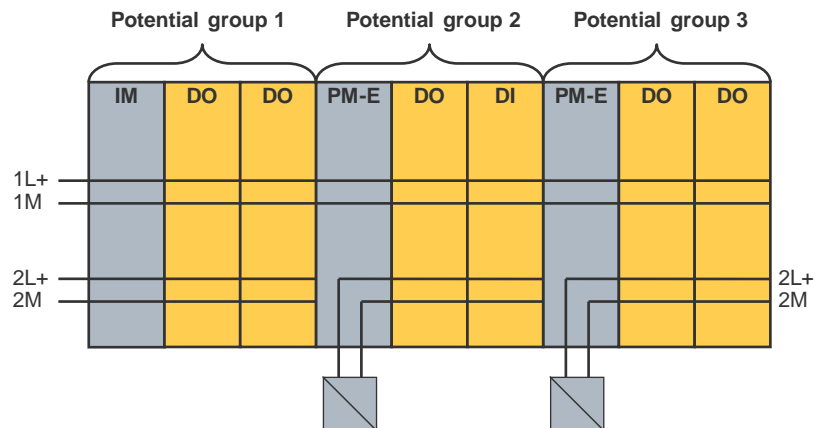 Potential group 1 Potential group 2 Potential group 3
IM DO DO PM-E DO DI PM-E DO DO
1L+
1M
2L+ 2L+
2M 2M